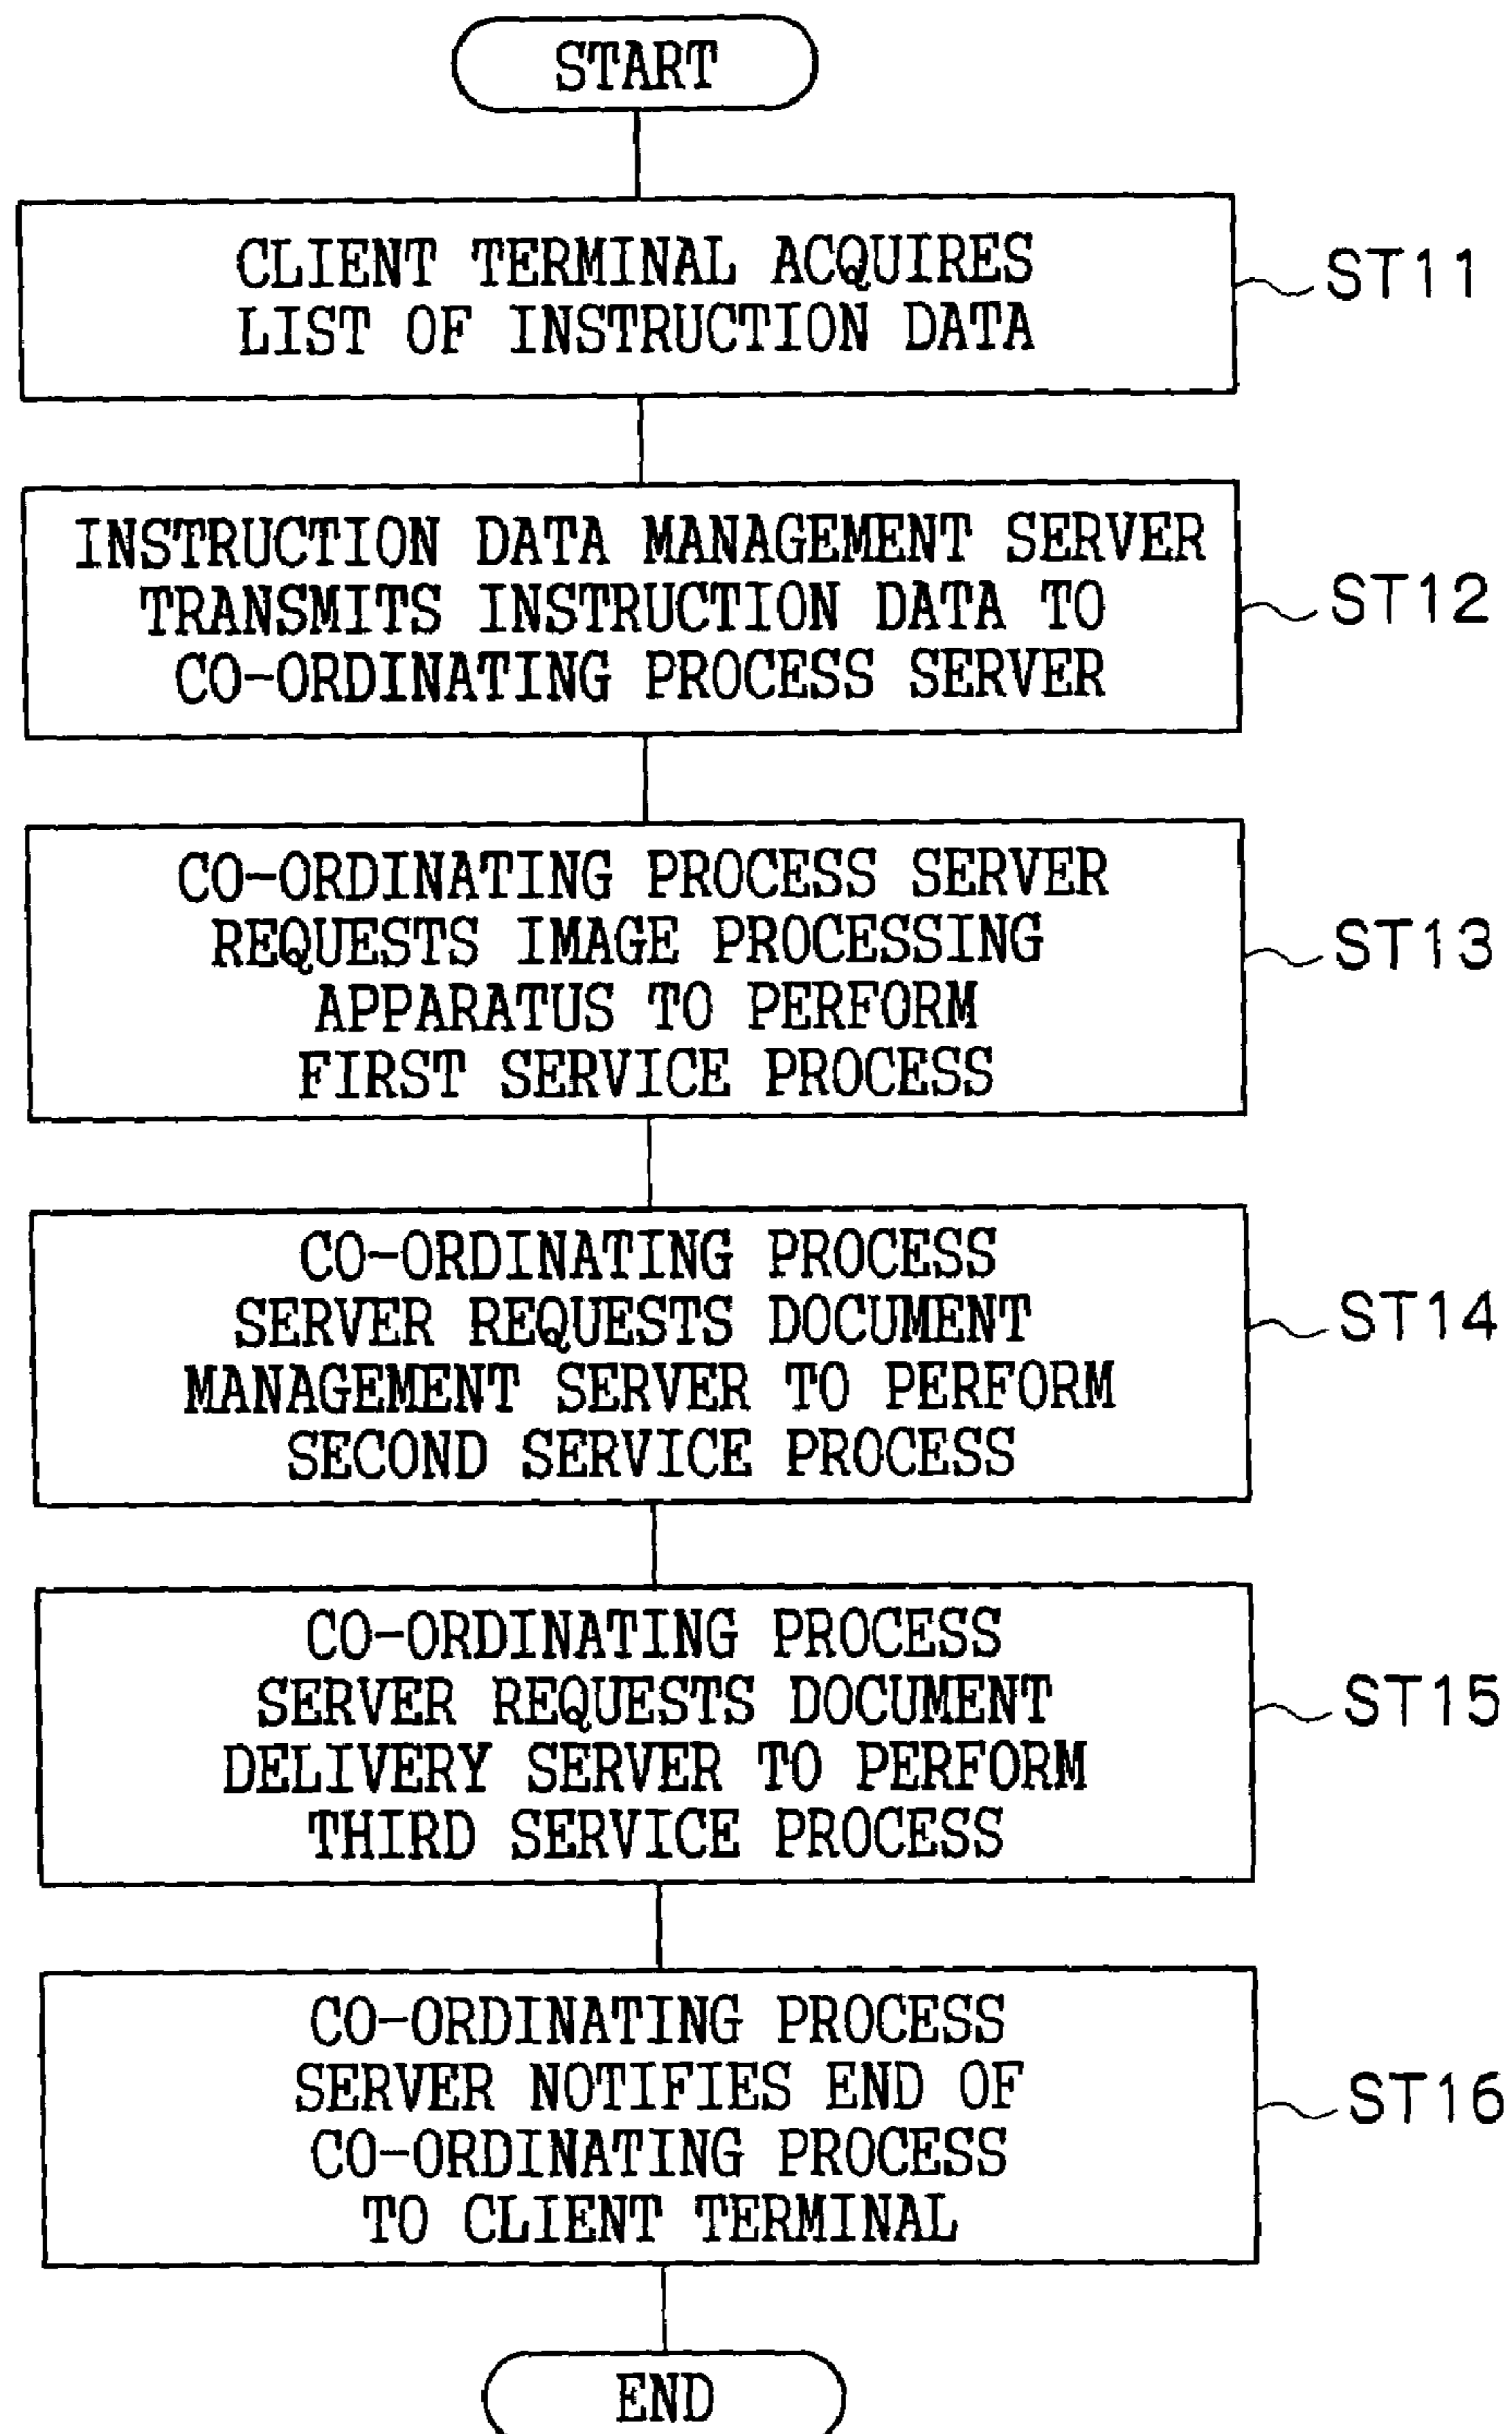 START
CLIENT TERMINAL ACQUIRES
LIST OF INSTRUCTION DATA
ST11
INSTRUCTION DATA MANAGEMENT SERVER
TRANSMITS INSTRUCTION DATA TO
CO-ORDINATING PROCESS SERVER
ST12
CO-ORDINATING PROCESS SERVER
REQUESTS IMAGE PROCESSING
APPARATUS TO PERFORM
FIRST SERVICE PROCESS
ST13
CO-ORDINATING PROCESS
SERVER REQUESTS DOCUMENT
MANAGEMENT SERVER TO PERFORM
SECOND SERVICE PROCESS
ST14
CO-ORDINATING PROCESS
SERVER REQUESTS DOCUMENT
DELIVERY SERVER TO PERFORM
THIRD SERVICE PROCESS
ST15
CO-ORDINATING PROCESS
SERVER NOTIFIES END OF
CO-ORDINATING PROCESS
TO CLIENT TERMINAL
ST16
END